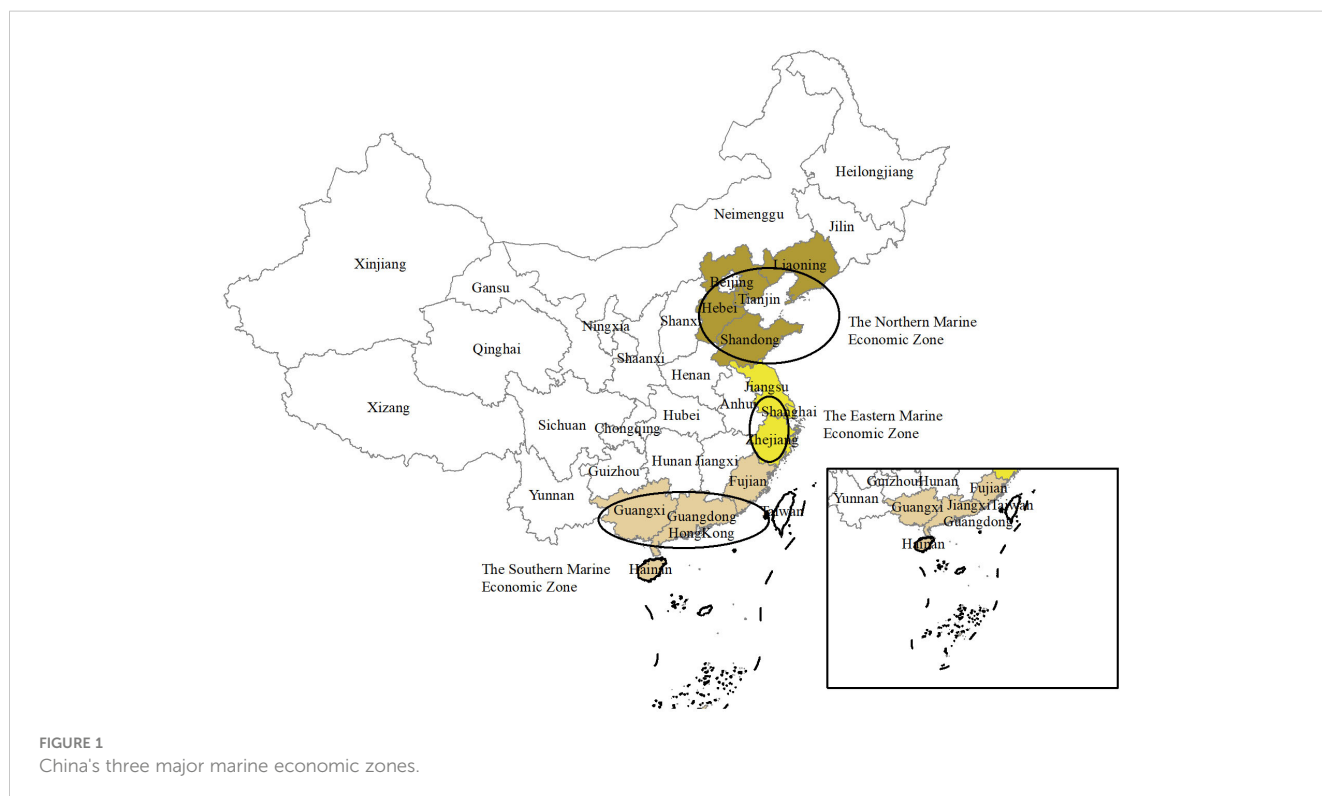 Heilongjiang
Neimenggu
Jilin
Xinjiang
Liaoning
Beijing
Gansu
Tianjin
Hebei
Ningxia
Shanxi
The Northern Marine
Economic Zone
Qinghai
Shandong
Shaanxi
Henan
Jiangsu
Xizang
Anhui
Shanghai
The Eastern Marine
Economic Zone
Hubei
Sichuan
Chongqing
Zhejiang
Hunan
Jiangxi
Guizhou
Fujian
Yunnan
Guangxi
Guangdong
HongKong
Taiwan
The Southern Marine
Economic Zone
Hainan
Guizhou
Hunan
Fujian
Yunnan
Guangxi
Jiangxi
Taiwan
Guangdong
Hainan
FIGURE 1
China's three major marine economic zones.